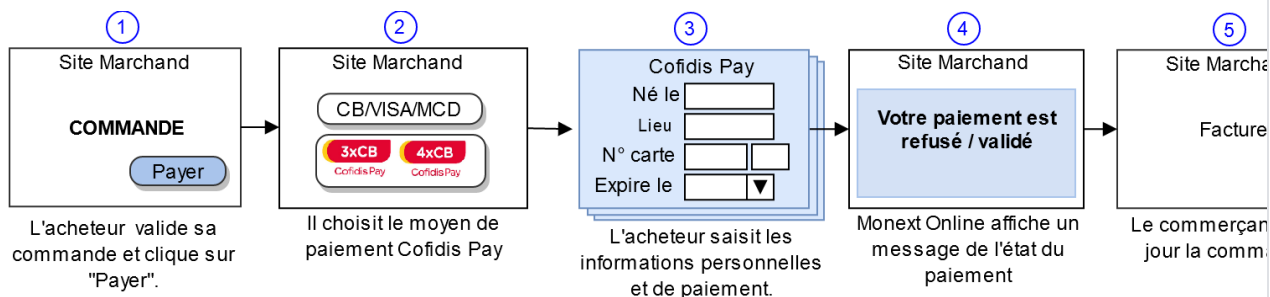 1
2
3
4
5
Site Marchand
COMMANDE
Payer
L'acheteur valide sa
commande et clique sur
"Payer".
Site Marchand
CB/VISA/MCD
3xCB
4xCB
Cofidis Pay
Cofidis Pay
Il choisit le moyen de
paiement Cofidis Pay
Cofidis Pay
Né le
Lieu
N° carte
Expire le
L'acheteur saisit les
informations personnelles
et de paiement.
Site Marchand
Votre paiement est
refusé / validé
Monext Online affiche un
message de l'état du
paiement
Site
Facture
Le
jour la